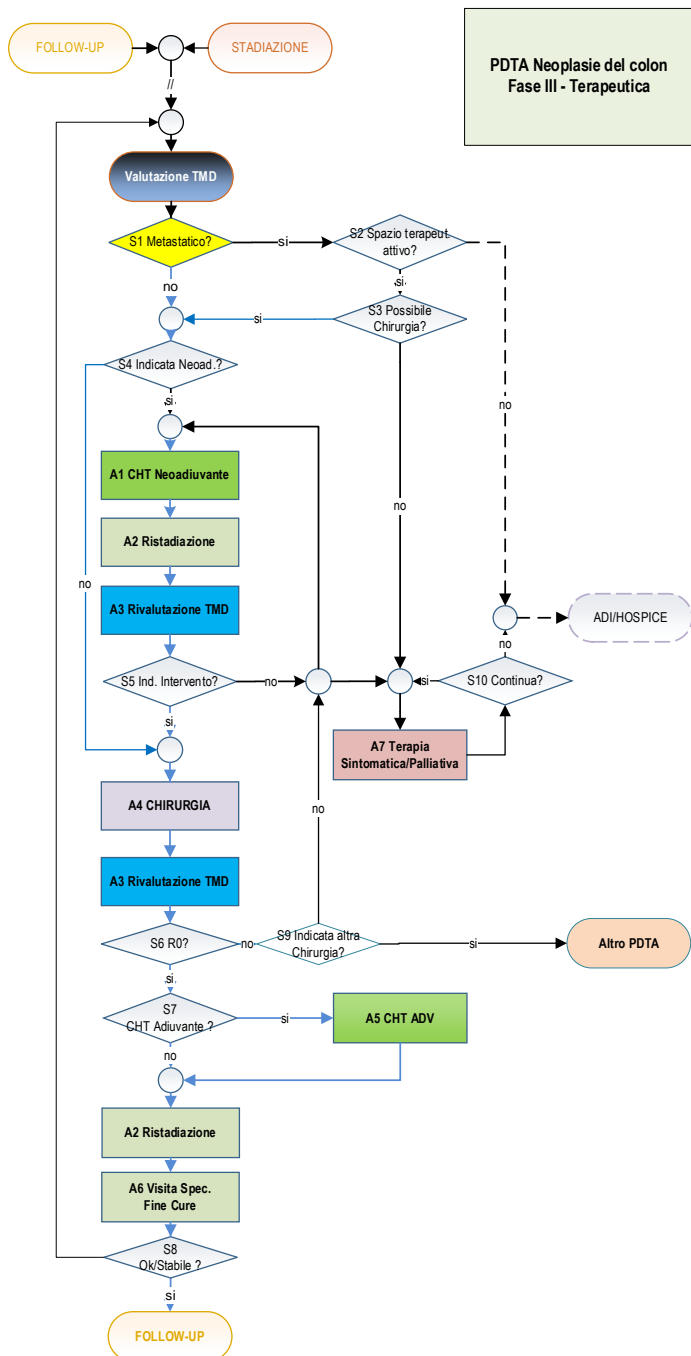 FOLLOW-UP
STADIAZIONE
PDTA Neoplasie del colon
Fase III - Terapeutica
//
Valutazione TMD
S1 Metastatico?
si
S2 Spazio terapeut.
attivo?
no
si
si
S3 Possibile
Chirurgia?
S4 Indicata Neoad.?
si
no
A1 CHT Neoadiuvante
no
A2 Ristadiazione
no
A3 Rivalutazione TMD
ADI/HOSPICE
no
S5 Ind. Intervento?
no
si
S10 Continua?
si
A7 Terapia
Sintomatica/Palliativa
A4 CHIRURGIA
no
A3 Rivalutazione TMD
S6 R0?
no
S9 Indicata altra
Chirurgia?
si
Altro PDTA
si
S7
CHT Adiuvante ?
si
A5 CHT ADV
no
A2 Ristadiazione
A6 Visita Spec.
Fine Cure
S8
Ok/Stabile ?
si
FOLLOW-UP